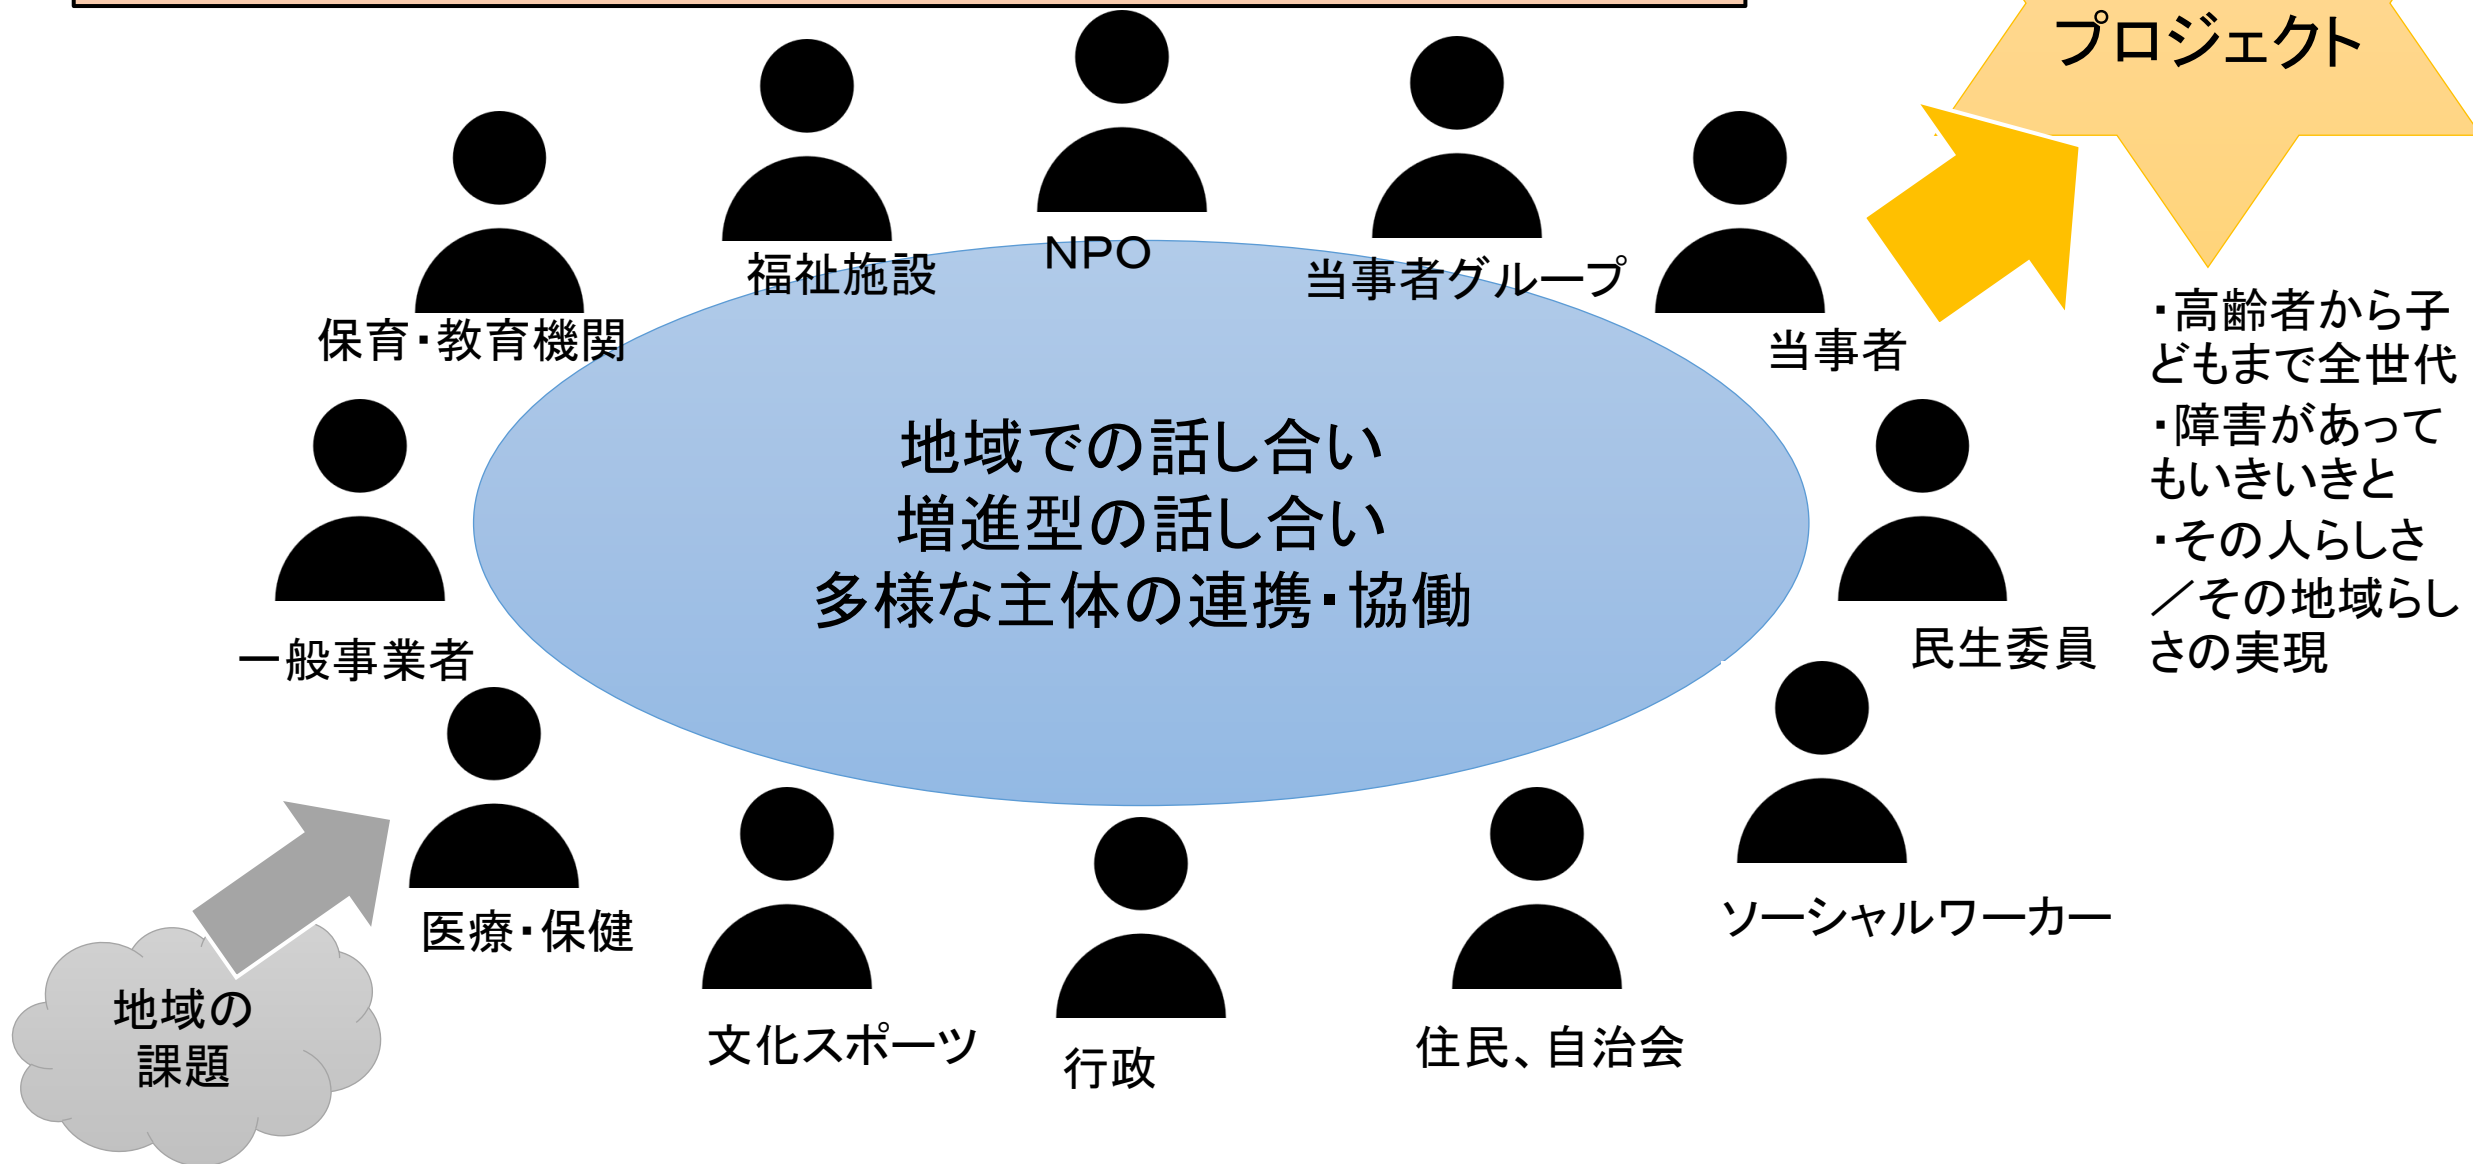 プロジェクト
NPO
福祉施設
当事者グループ
保育・教育機関
当事者
・高齢者から子
どもまで全世代
・障害があって
もいきいきと
・その人らしさ
／その地域らし
さの実現
地域での話し合い
増進型の話し合い
多様な主体の連携・協働
一般事業者
民生委員
医療・保健
ソーシャルワーカー
地域の
課題
文化スポーツ
行政
住民、自治会